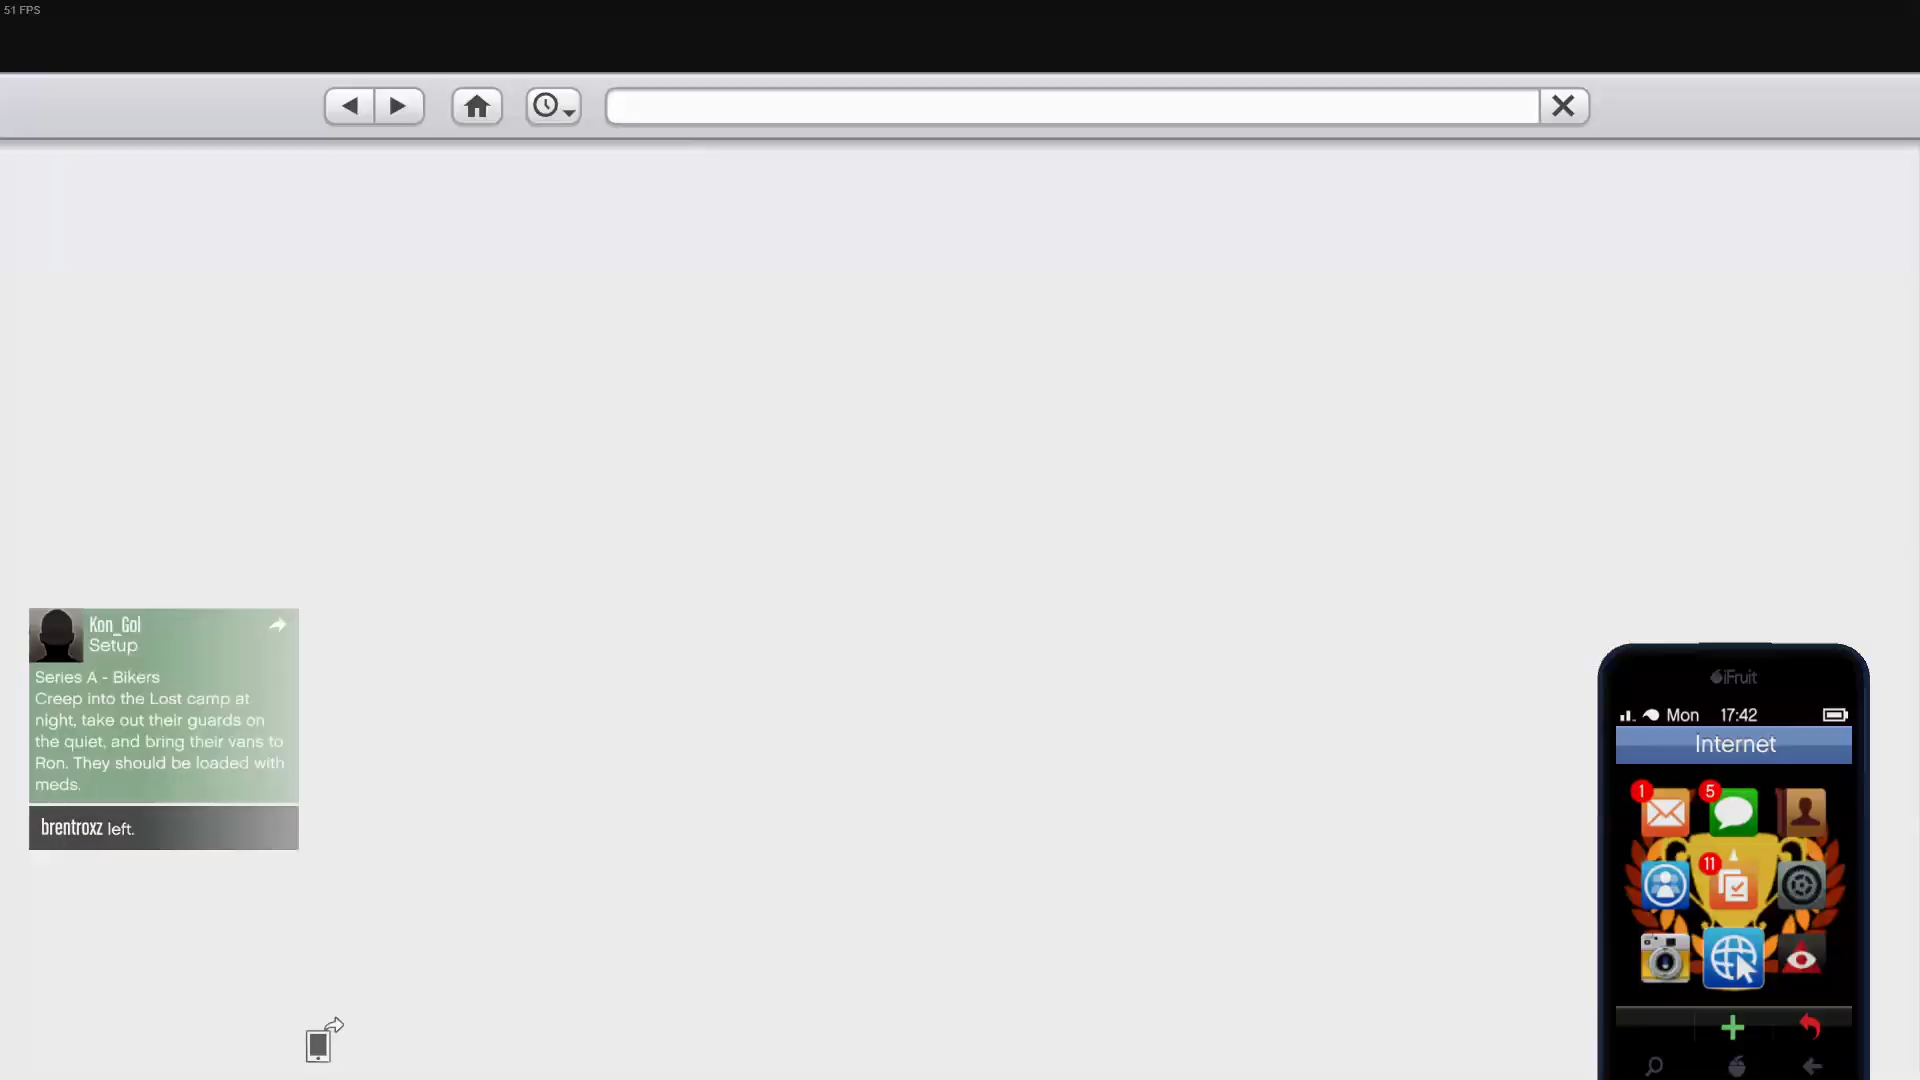 51 FPS
Kon_Gol
Setup
Series A - Bikers
Creep into the Lost camp at
night, take out their guards on
the quiet, and bring their vans to
Ron. They should be loaded with
meds.
brentroxz left.
iFruit
Mon 17:42
Internet
1
5
11